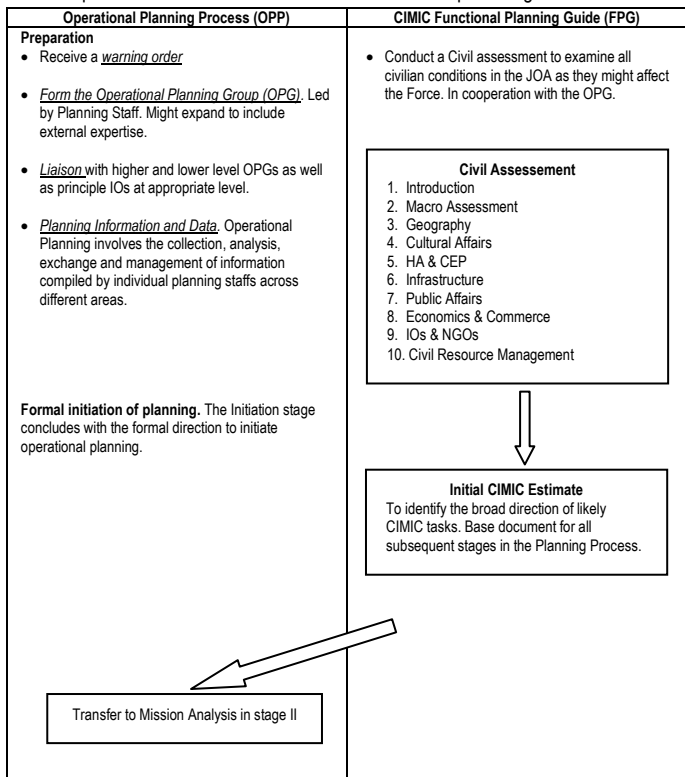 Operational Planning Process (OPP)
Preparation
• Receive a warning order
• Form the Operational Planning Group (OPG). Led
by Planning Staff. Might expand to include
external expertise.
• Liaison with higher and lower level OPGs as well
as principle IOs at appropriate level.
• Planning Information and Data. Operational
Planning involves the collection, analysis,
exchange and management of information
compiled by individual planning staffs across
different areas.
Formal initiation of planning. The Initiation stage
concludes with the formal direction to initiate
operational planning.
CIMIC Functional Planning Guide (FPG)
• Conduct a Civil assessment to examine all
civilian conditions in the JOA as they might affect
the Force. In cooperation with the OPG.
Civil Assessement
1. Introduction
2. Macro Assessment
3. Geography
4. Cultural Affairs
5. HA & CEP
6. Infrastructure
7. Public Affairs
8. Economics & Commerce
9. IOs & NGOs
10. Civil Resource Management
Initial CIMIC Estimate
To identify the broad direction of likely
CIMIC tasks. Base document for all
subsequent stages in the Planning Process.
Transfer to Mission Analysis in stage II